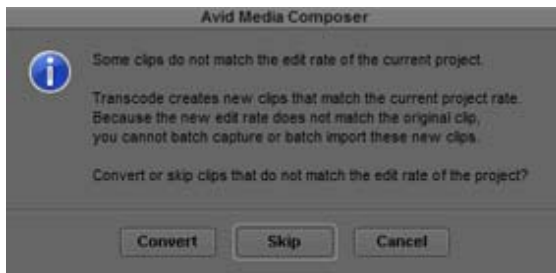 Avid Media Composer
Some clips do not match the edit rate of the current project.
Transcode creates new clips that match the current project rate.
Because the new edit rate does not match the original clip,
you cannot batch capture or batch import these new clips.
Convert or skip clips that do not match the edit rate of the project?
Convert
Skip
Cancel